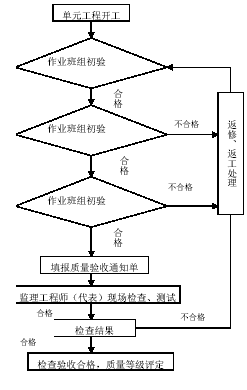 单元工程开工
作业班组初验
合格
作业班组初验
不合格
合格
返修、返工处理
作业班组初验
不合格
合格
填报质量验收通知单
监理工程师（代表）现场检查、测试
合格
不合格
检查结果
合格
检查验收合格，质量等级评定